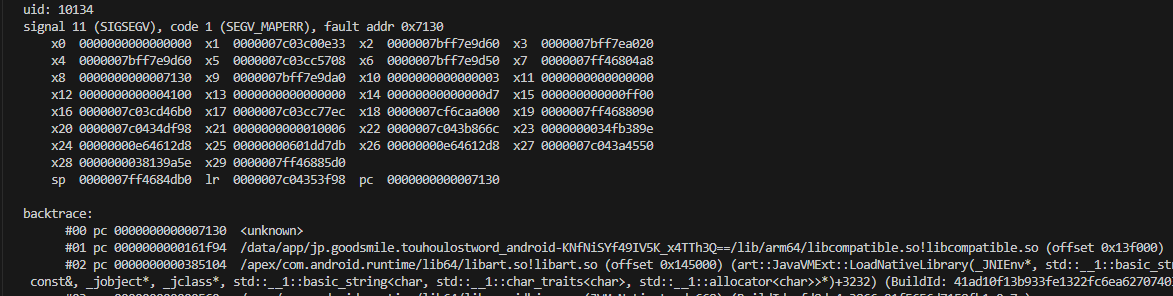 uid: 10134
signal 11 (SIGSEGV), code 1 (SEGV_MAPERR), fault addr 0x7130
x0 0000000000000000 x1 0000007c03c00e33 x2 0000007bff7e9d60 x3 0000007bff7ea020
x4 0000007bff7e9d60 x5 0000007c03cc5708 x6 0000007bff7e9d50 x7 0000007ff46804a8
x8 0000000000007130 x9 0000007bff7e9da0 x10 0000000000000003 x11 0000000000000000
x12 0000000000004100 x13 0000000000000000 x14 00000000000000d7 x15 000000000000ff00
x16 0000007c03cd46b0 x17 0000007c03cc77ec x18 0000007cf6caa000 x19 0000007ff4688090
x20 0000007c0434df98 x21 0000000000010006 x22 0000007c043b866c x23 000000034fb389e
x24 00000000e64612d8 x25 00000000601dd7db x26 00000000e64612d8 x27 0000007c043a4550
x28 0000000038139a5e x29 0000007ff46885d0
sp 0000007ff4684db0 lr 0000007c04353f98 pc 0000000000007130
backtrace:
#00 pc 0000000000007130 <unknown>
#01 pc 0000000000161f94 /data/app/jp.goodsmile.touhoulostword_android-KNfNiSYf49IV5K_x4TTh3Q==/lib/arm64/libcompatible.so!libcompatible.so (offset 0x13f000)
#02 pc 0000000000385104 /apex/com.android.runtime/lib64/libart.so!libart.so (offset 0x145000) (art::JavaVMExt::LoadNativeLibrary(_JNIEnv*, std::__1::basic_str
const&, _jobject*, _jclass*, std::__1::basic_string<char, std::__1::char_traits<char>, std::__1::allocator<char>>*)+3232) (BuildId: 41ad10f13b933fe1322fc6ea6270740